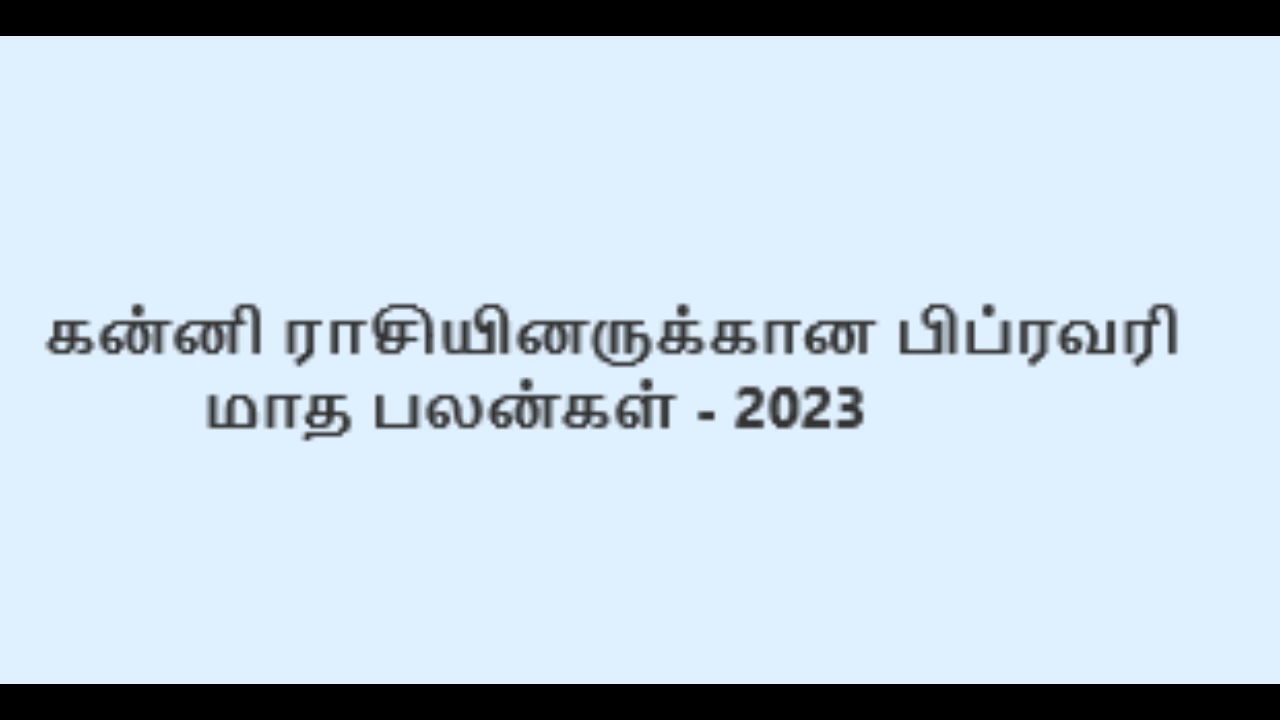 கன்னி ராசியினருக்கான பிப்ரவரி
மாத பலன்கள் - 2023